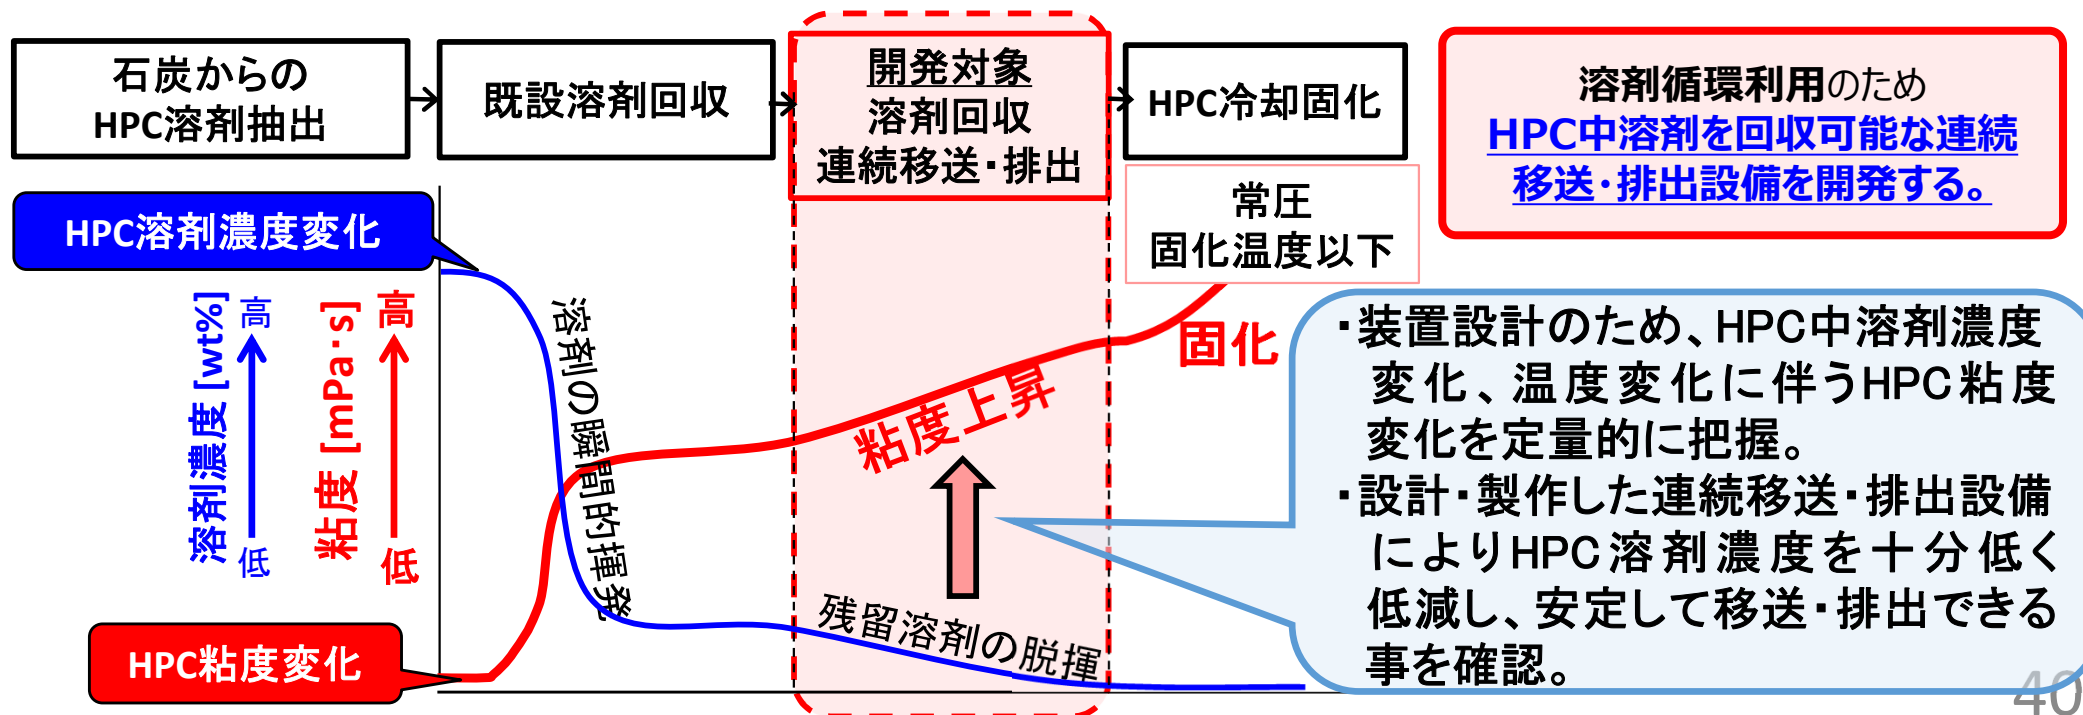 石炭からの
HPC溶剤抽出
既設溶剤回収
開発対象
溶剤回収
連続移送・排出
HPC冷却固化
溶剤循環利用のため
HPC中溶剤を回収可能な連続
移送・排出設備を開発する。
常圧
固化温度以下
HPC溶剤濃度変化
溶剤濃度 [wt%]
高
低
粘度 [mPa・s]
高
低
溶剤の瞬間的揮発
粘度上昇
固化
残留溶剤の脱揮
HPC粘度変化
・装置設計のため、HPC中溶剤濃度
変化、温度変化に伴うHPC粘度
変化を定量的に把握。
・設計・製作した連続移送・排出設備
によりHPC溶剤濃度を十分低く
低減し、安定して移送・排出できる
事を確認。
40